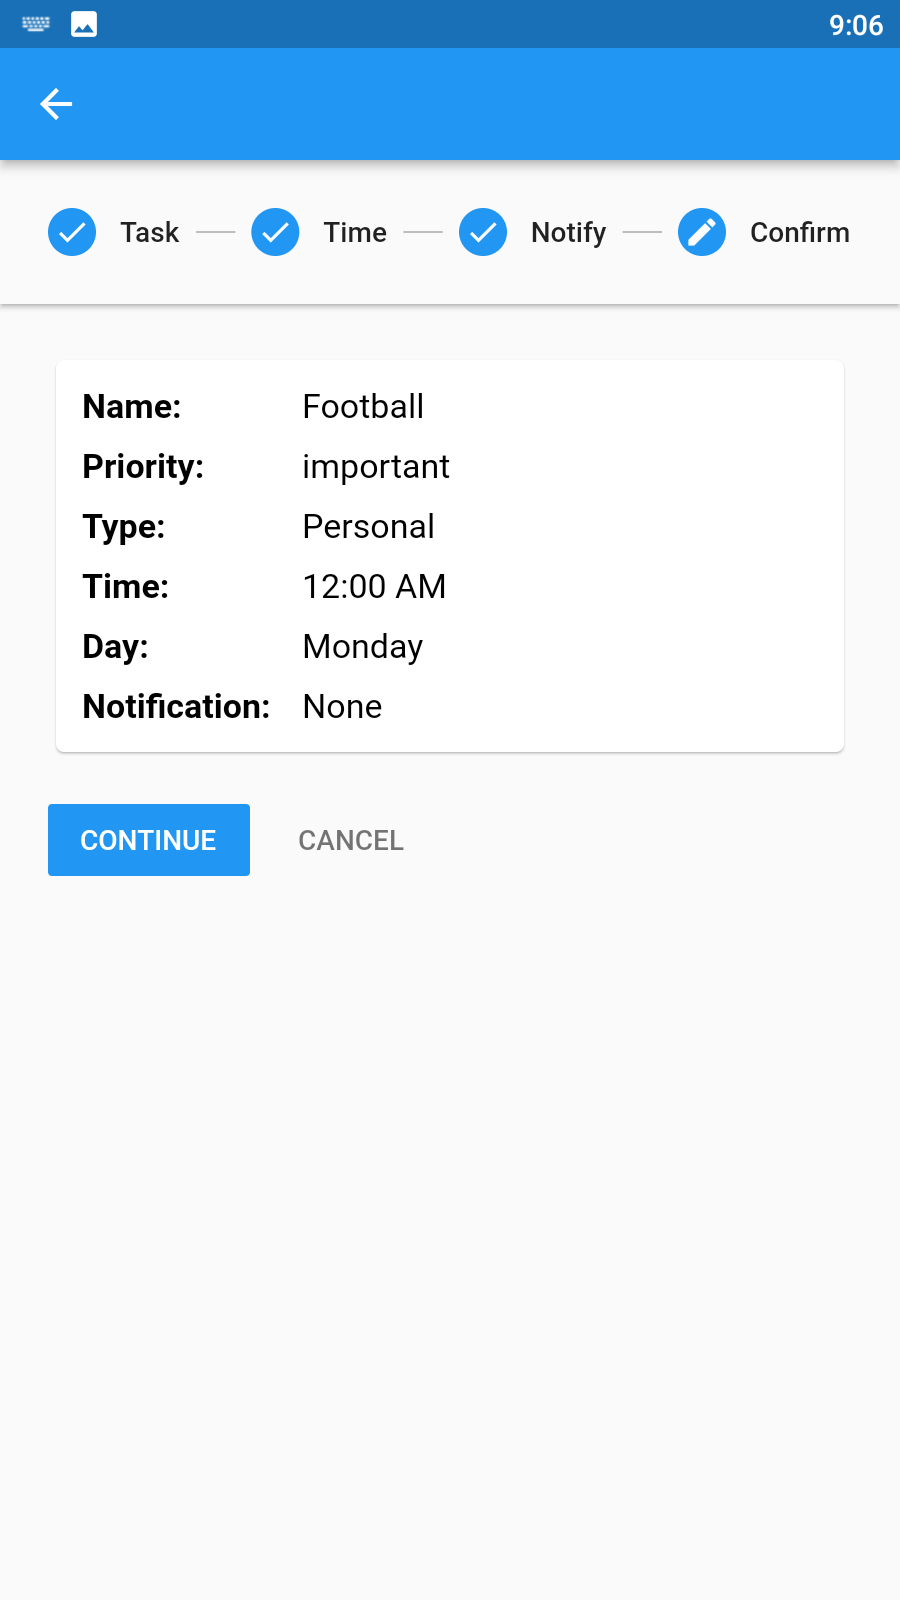 9:06
Task Time Notify Confirm
Name: Football
Priority: important
Type: Personal
Time: 12:00 AM
Day: Monday
Notification: None
CONTINUE CANCEL